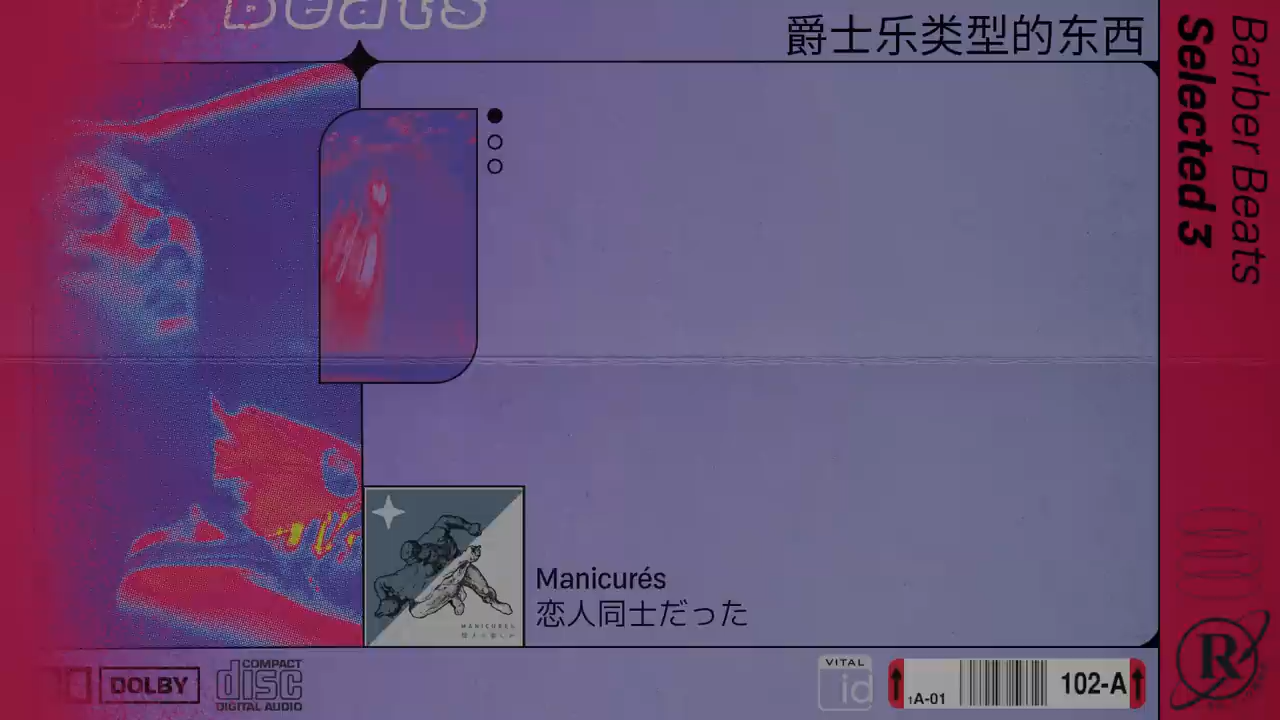 Beats
爵士乐类型的东西
Barber Beats
Selected 3
Manicurés
恋人同士だった
MANICURÉS
DOLBY
COMPACT
disc
DIGITAL AUDIO
VITAL
id
1A-01
102-A
R